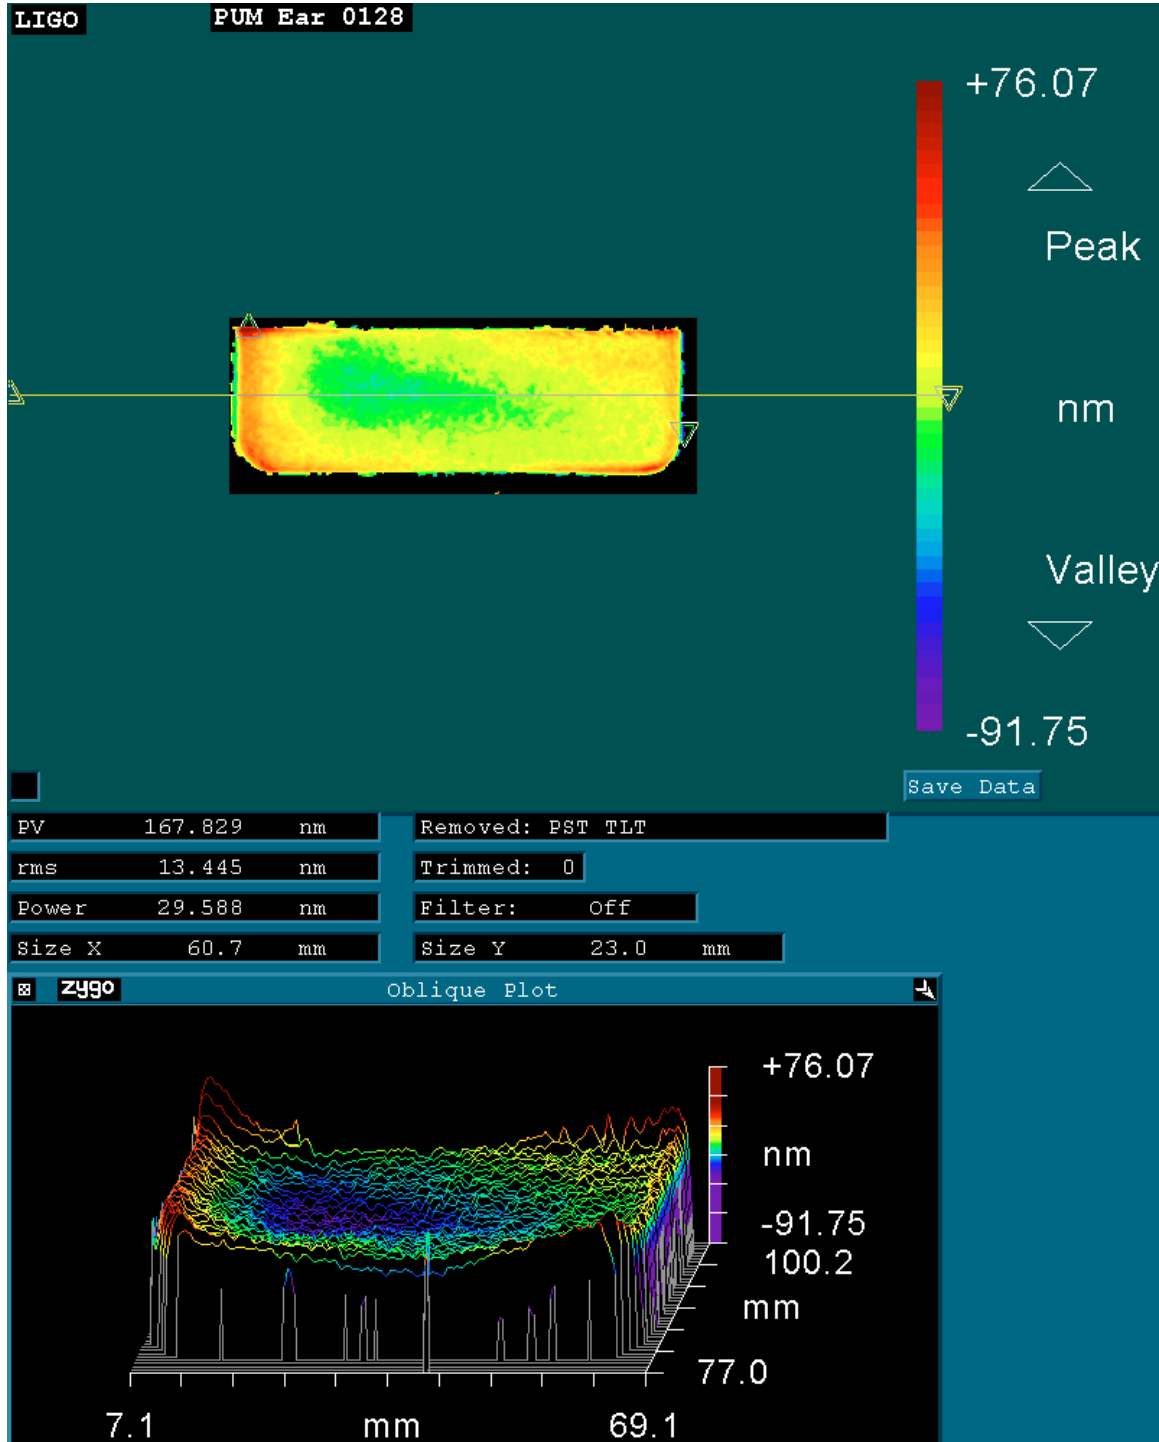 LIGO
PUM Ear 0128
+76.07
Peak
nm
Valley
-91.75
Save Data
PV 167.829 nm Removed: PST TLT
rms 13.445 nm Trimmed: 0
Power 29.588 nm Filter: Off
Size X 60.7 mm Size Y 23.0 mm
zygo Oblique Plot
+76.07
nm
-91.75
100.2
mm
77.0
7.1 mm 69.1